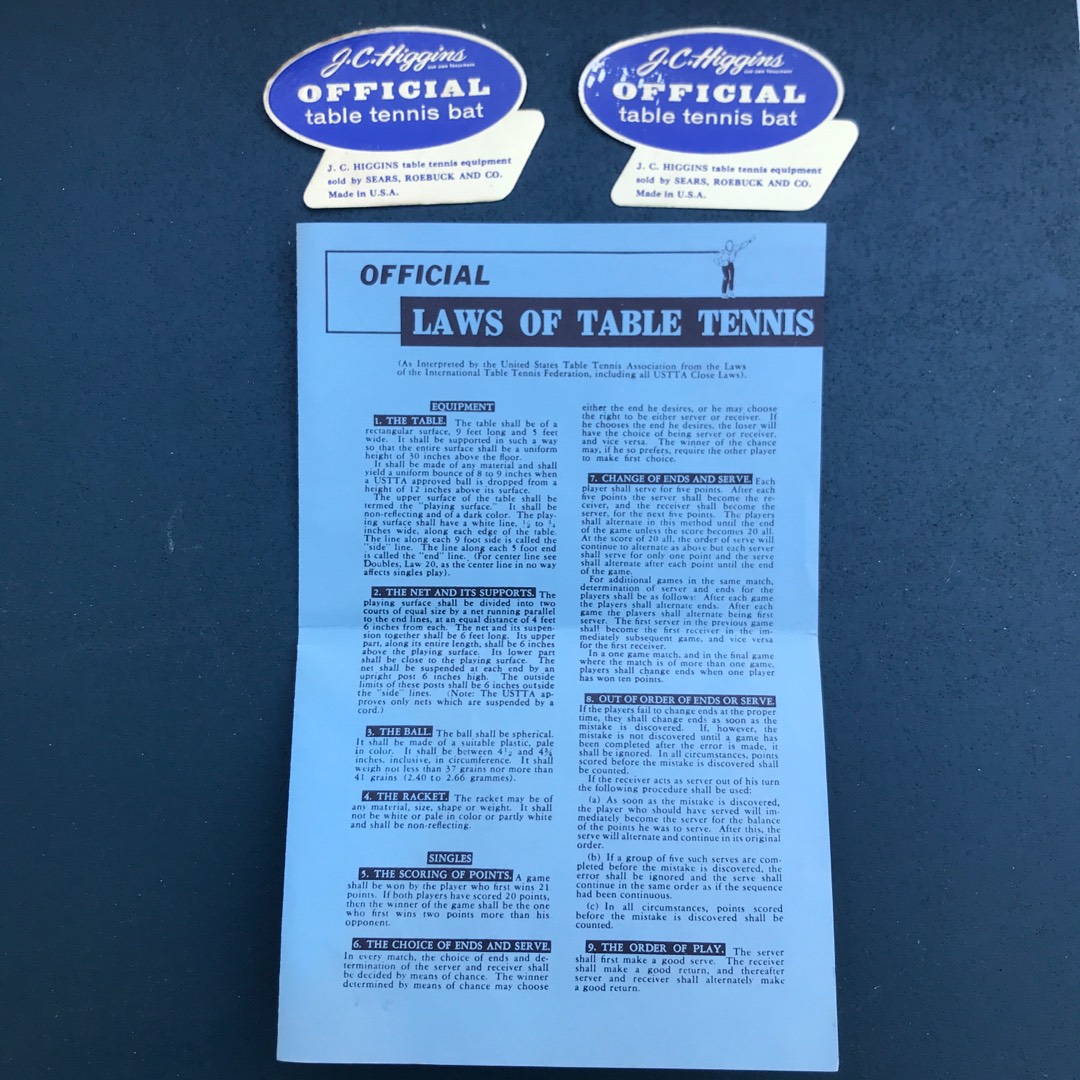 J.C.Higgins
OFFICIAL
table tennis bat
J. C. HIGGINS table tennis equipment
sold by SEARS, ROEBUCK AND CO.
Made in U.S.A.
J.C.Higgins
OFFICIAL
table tennis bat
J. C. HIGGINS table tennis equipment
sold by SEARS, ROEBUCK AND CO.
Made in U.S.A.
OFFICIAL
LAWS OF TABLE TENNIS
(As Interpreted by the United States Table Tennis Association from the Laws
of the International Table Tennis Federation, including all USTTA Close Laws).
EQUIPMENT
1. THE TABLE. The table shall be of a
rectangular surface, 9 feet long and 5 feet
wide. It shall be supported in such a way
so that the entire surface shall be a uniform
height of 30 inches above the floor.
It shall be made of any material and shall
yield a uniform bounce of 8 to 9 inches when
a USTTA approved ball is dropped from a
height of 12 inches above its surface.
The upper surface of the table shall be
termed the "playing surface." It shall be
non-reflecting and of a dark color. The play-
ing surface shall have a white line, ½ to ¾
inches wide, along each edge of the table.
The line along each 9 foot side is called the
"side" line. The line along each 5 foot end
is called the "end" line. (For center line see
Doubles, Law 20, as the center line in no way
affects singles play).
2. THE NET AND ITS SUPPORTS. The
playing surface shall be divided into two
courts of equal size by a net running parallel
to the end lines, at an equal distance of 4 feet
6 inches from each. The net and its suspen-
sion together shall be 6 feet long. Its upper
part, along its entire length, shall be 6 inches
above the playing surface. Its lower part
shall be close to the playing surface. The
net shall be suspended at each end by an
upright post 6 inches high. The outside
limits of these posts shall be 6 inches outside
the "side" lines. (Note: The USTTA ap-
proves only nets which are suspended by a
cord.)
3. THE BALL. The ball shall be spherical.
It shall be made of a suitable plastic, pale
in color. It shall be between 4½ and 4¾
inches, inclusive, in circumference. It shall
weigh not less than 37 grains nor more than
41 grains (2.40 to 2.66 grammes).
4. THE RACKET. The racket may be of
any material, size, shape or weight. It shall
not be white or pale in color or partly white
and shall be non-reflecting.
SINGLES
5. THE SCORING OF POINTS. A game
shall be won by the player who first wins 21
points. If both players have scored 20 points,
then the winner of the game shall be the one
who first wins two points more than his
opponent.
6. THE CHOICE OF ENDS AND SERVE.
In every match, the choice of ends and de-
termination of the server and receiver shall
be decided by means of chance. The winner
determined by means of chance may choose
either the end he desires, or he may choose
the right to be either server or receiver. If
he chooses the end he desires, the loser will
have the choice of being server or receiver,
and vice versa. The winner of the chance
may, if he so prefers, require the other player
to make first choice.
7. CHANGE OF ENDS AND SERVE. Each
player shall serve for five points. After each
five points the server shall become the re-
ceiver, and the receiver shall become the
server, for the next five points. The players
shall alternate in this method until the end
of the game unless the score becomes 20 all.
At the score of 20 all, the order of serve will
continue to alternate as above but each server
shall serve for only one point and the serve
shall alternate after each point until the end
of the game.
For additional games in the same match,
determination of server and ends for the
players shall be as follows: After each game
the players shall alternate ends. After each
game the players shall alternate being first
server. The first server in the previous game
shall become the first receiver in the im-
mediately subsequent game, and vice versa
for the first receiver.
In a one game match, and in the final game
where the match is of more than one game,
players shall change ends when one player
has won ten points.
8. OUT OF ORDER OF ENDS OR SERVE.
If the players fail to change ends at the proper
time, they shall change ends as soon as the
mistake is discovered. If, however, the
mistake is not discovered until a game has
been completed after the error is made, it
shall be ignored. In all circumstances, points
scored before the mistake is discovered shall
be counted.
If the receiver acts as server out of his turn
the following procedure shall be used:
(a) As soon as the mistake is discovered,
the player who should have served will im-
mediately become the server for the balance
of the points he was to serve. After this, the
serve will alternate and continue in its original
order.
(b) If a group of five such serves are com-
pleted before the mistake is discovered, the
error shall be ignored and the serve shall
continue in the same order as if the sequence
had been continuous.
(c) In all circumstances, points scored
before the mistake is discovered shall be
counted.
9. THE ORDER OF PLAY. The server
shall first make a good serve. The receiver
shall make a good return, and thereafter
server and receiver shall alternately make
a good return.